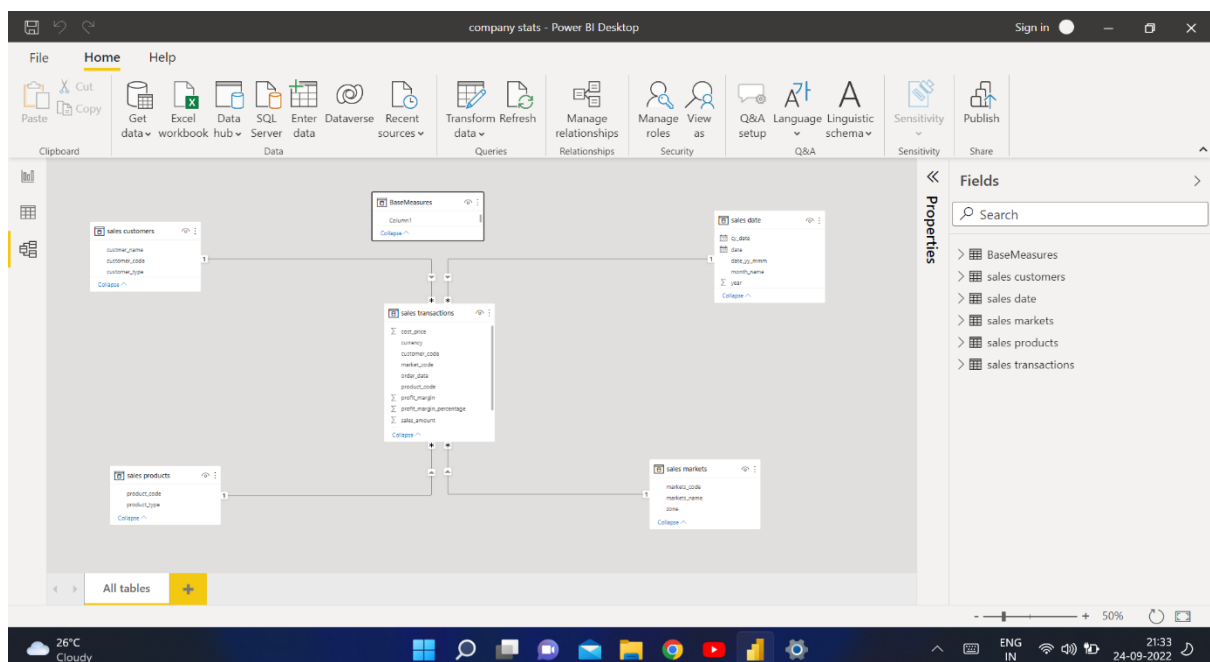 company stats - Power BI Desktop
Sign in
File Home Help
Paste
Cut
Copy
Get data
Excel workbook
Data hub
SQL Server
Enter data
Dataverse
Recent sources
Transform data
Refresh
Manage relationships
Manage roles
View as
Q&A setup
Language
Linguistic schema
Sensitivity
Publish
Clipboard
Data
Queries
Relationships
Security
Q&A
Sensitivity
Share
sales customers
custmer_name
customer_code
customer_type
Collapse
1
BaseMeasures
Column1
Collapse
sales date
cy_date
date
date_yy_mmm
month_name
Σ year
Collapse
1
* *
sales transactions
Σ cost_price
currency
customer_code
market_code
order_date
product_code
Σ profit_margin
Σ profit_margin_percentage
Σ sales_amount
Collapse
* *
sales products
product_code
product_type
Collapse
1
sales markets
markets_code
markets_name
zone
Collapse
1
Properties
Fields
Search
BaseMeasures
sales customers
sales date
sales markets
sales products
sales transactions
All tables
+
- + 50%
26°C
Cloudy
ENG
IN
21:33
24-09-2022